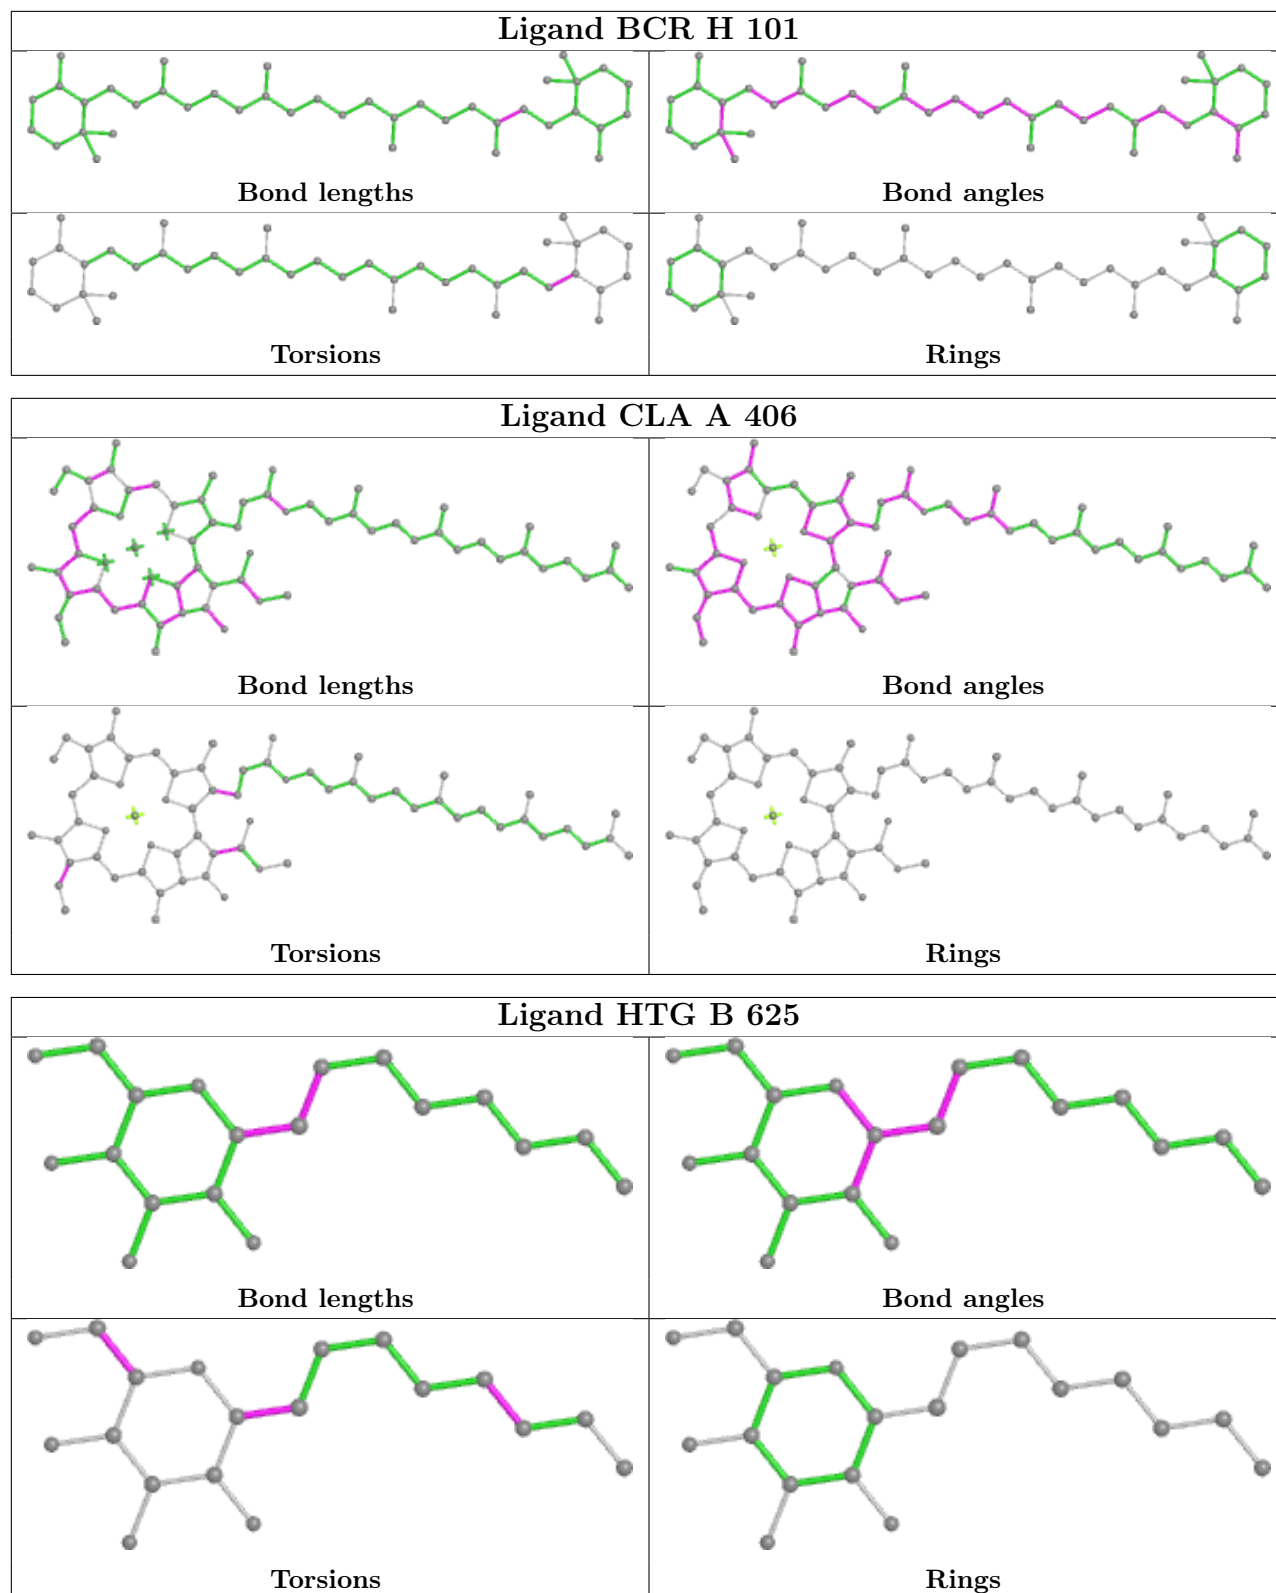 Ligand BCR H 101
Bond lengths
Bond angles
Torsions
Rings
Ligand CLA A 406
Bond lengths
Bond angles
Torsions
Rings
Ligand HTG B 625
Bond lengths
Bond angles
Torsions
Rings